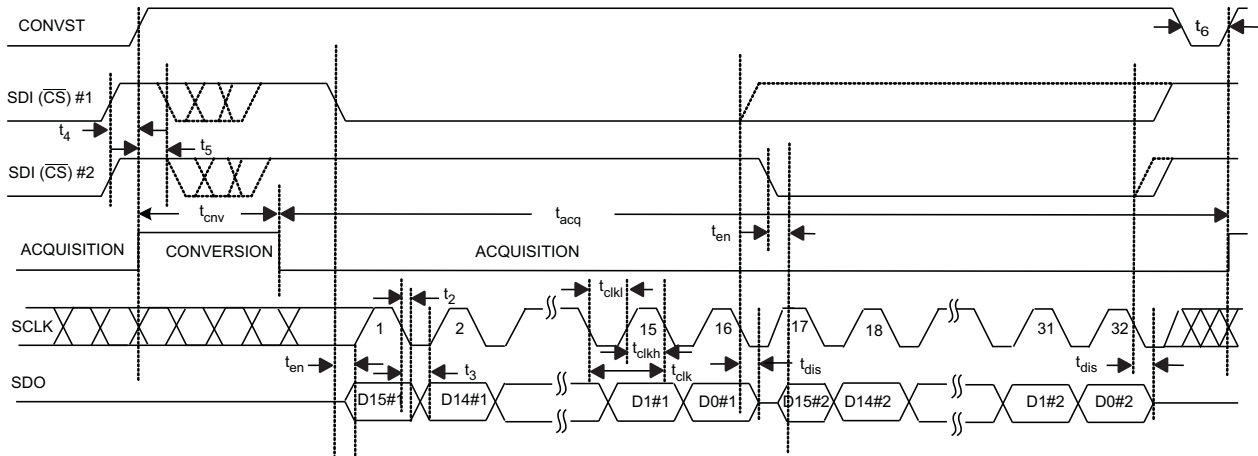 CONVST
t6
SDI (CS) #1
t4
t5
SDI (CS) #2
tcnv
tacq
ten
ACQUISITION
CONVERSION
ACQUISITION
tclkl
t2
SCLK
1
2
15
16
17
18
31
32
tclkh
ten
t3
tclk
tdis
tdis
SDO
D15#1
D14#1
D1#1
D0#1
D15#2
D14#2
D1#2
D0#2